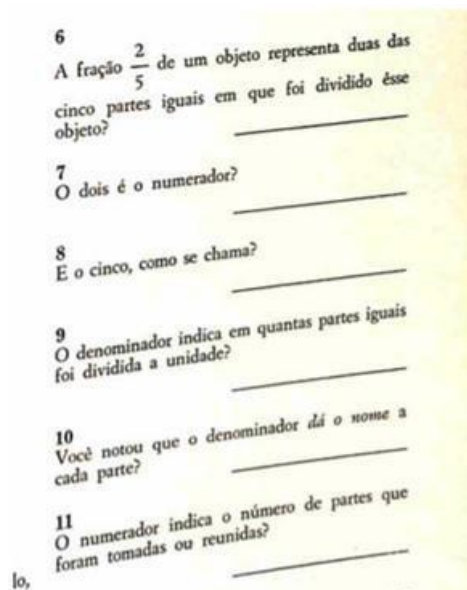 6
A fração 2/5 de um objeto representa duas das
cinco partes iguais em que foi dividido êsse
objeto?
7
O dois é o numerador?
8
E o cinco, como se chama?
9
O denominador indica em quantas partes iguais
foi dividida a unidade?
10
Você notou que o denominador dá o nome a
cada parte?
11
O numerador indica o número de partes que
foram tomadas ou reunidas?
lo,